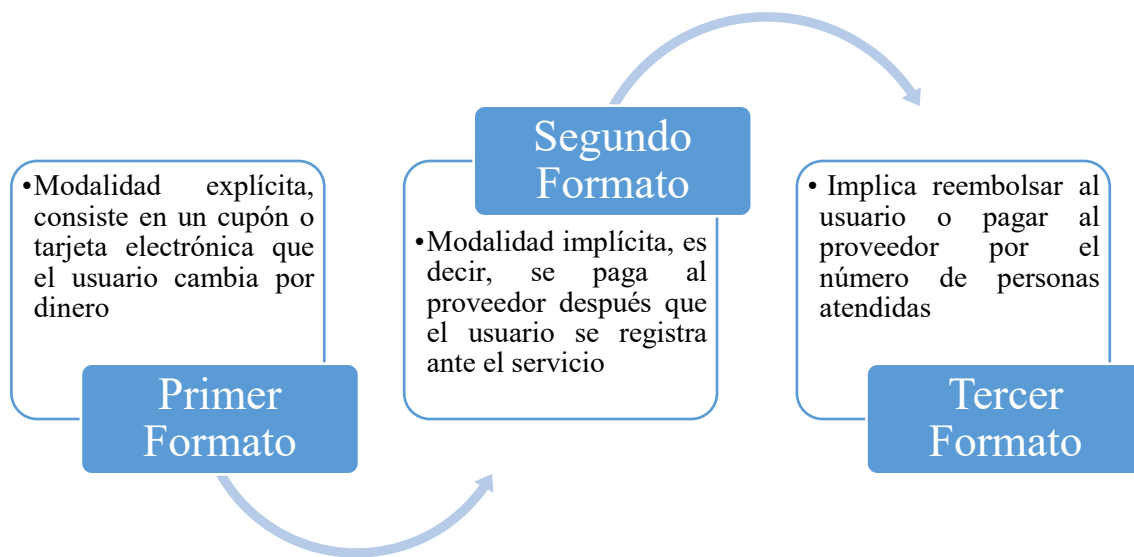 •Modalidad explícita,
consiste en un cupón o
tarjeta electrónica que
el usuario cambia por
dinero
Primer
Formato
Segundo
Formato
•Modalidad implícita, es
decir, se paga al
proveedor después que
el usuario se registra
ante el servicio
• Implica reembolsar al
usuario o pagar al
proveedor por el
número de personas
atendidas
Tercer
Formato